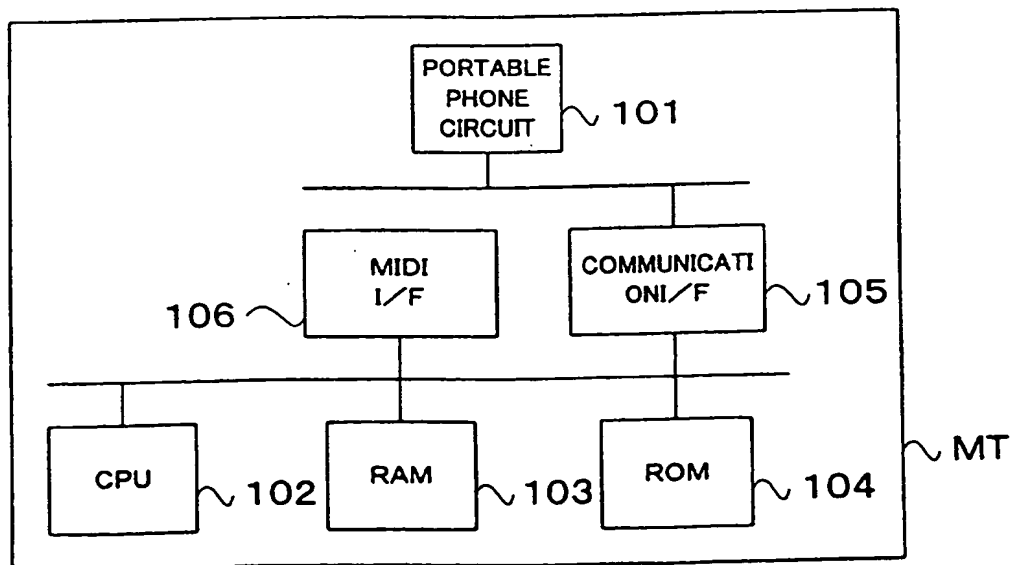 PORTABLE
PHONE
CIRCUIT
101
MIDI
I/F
106
COMMUNICATI
ONI/F
105
CPU
102
RAM
103
ROM
104
MT